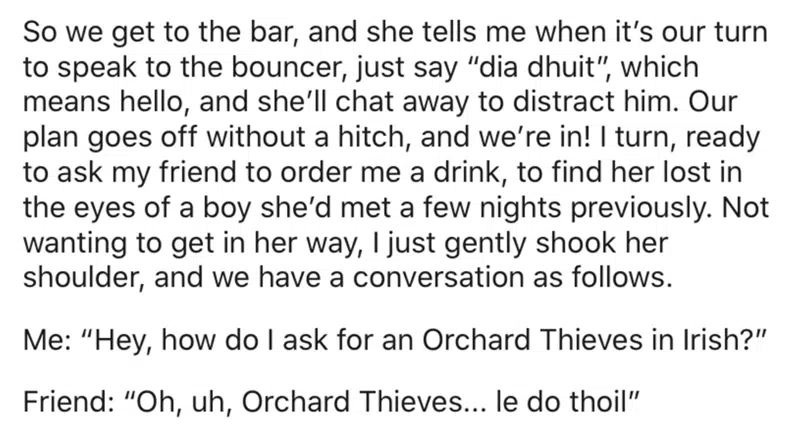 So we get to the bar, and she tells me when it’s our turn
to speak to the bouncer, just say “dia dhuit”, which
means hello, and she’ll chat away to distract him. Our
plan goes off without a hitch, and we’re in! I turn, ready
to ask my friend to order me a drink, to find her lost in
the eyes of a boy she’d met a few nights previously. Not
wanting to get in her way, I just gently shook her
shoulder, and we have a conversation as follows.
Me: “Hey, how do I ask for an Orchard Thieves in Irish?”
Friend: “Oh, uh, Orchard Thieves... le do thoil”